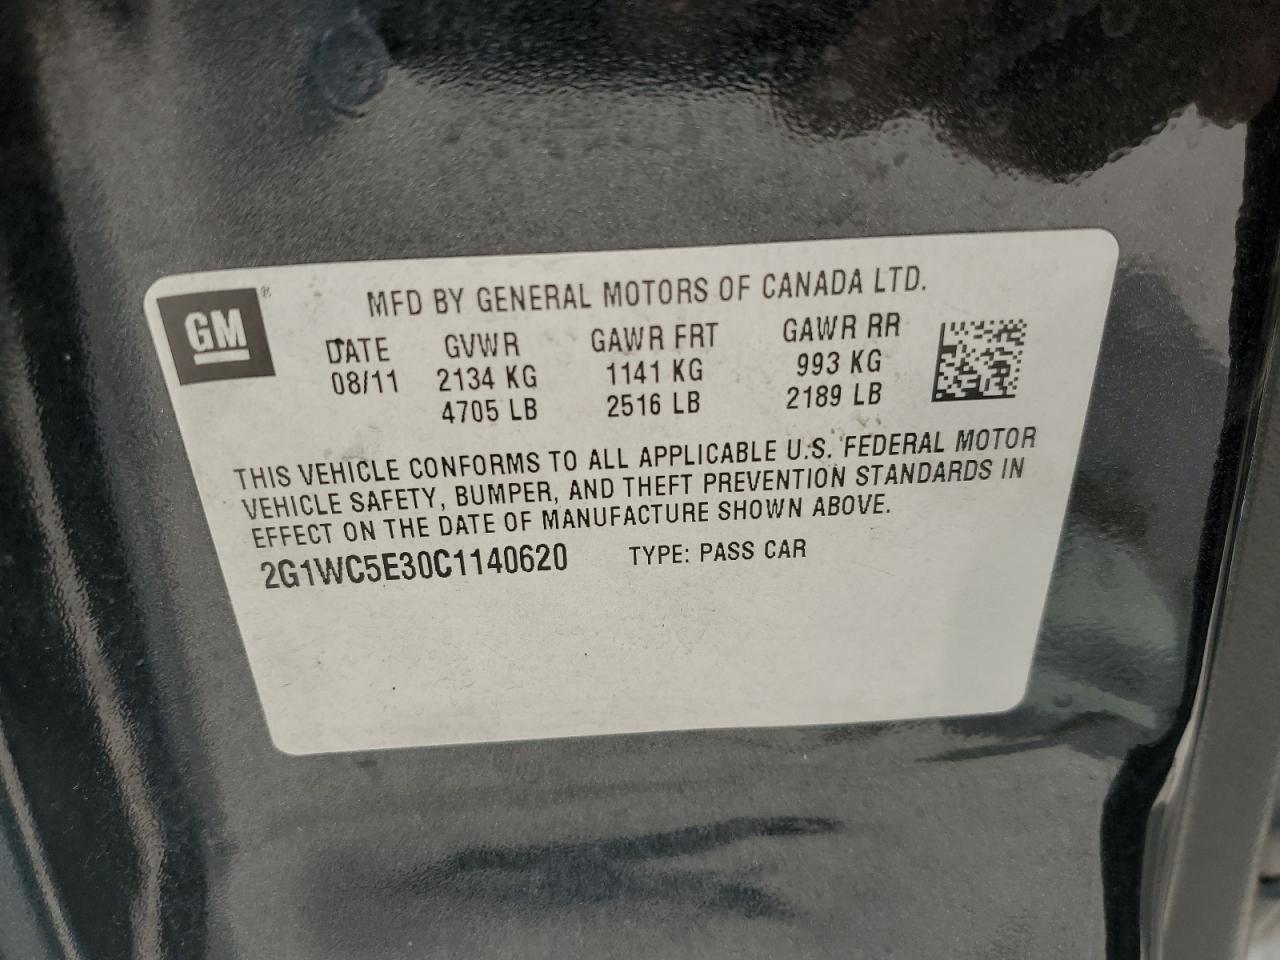 GM®
MFD BY GENERAL MOTORS OF CANADA LTD.
DATE GVWR GAWR FRT GAWR RR
08/11 2134 KG 1141 KG 993 KG
4705 LB 2516 LB 2189 LB
THIS VEHICLE CONFORMS TO ALL APPLICABLE U.S. FEDERAL MOTOR
VEHICLE SAFETY, BUMPER, AND THEFT PREVENTION STANDARDS IN
EFFECT ON THE DATE OF MANUFACTURE SHOWN ABOVE.
2G1WC5E30C1140620 TYPE: PASS CAR